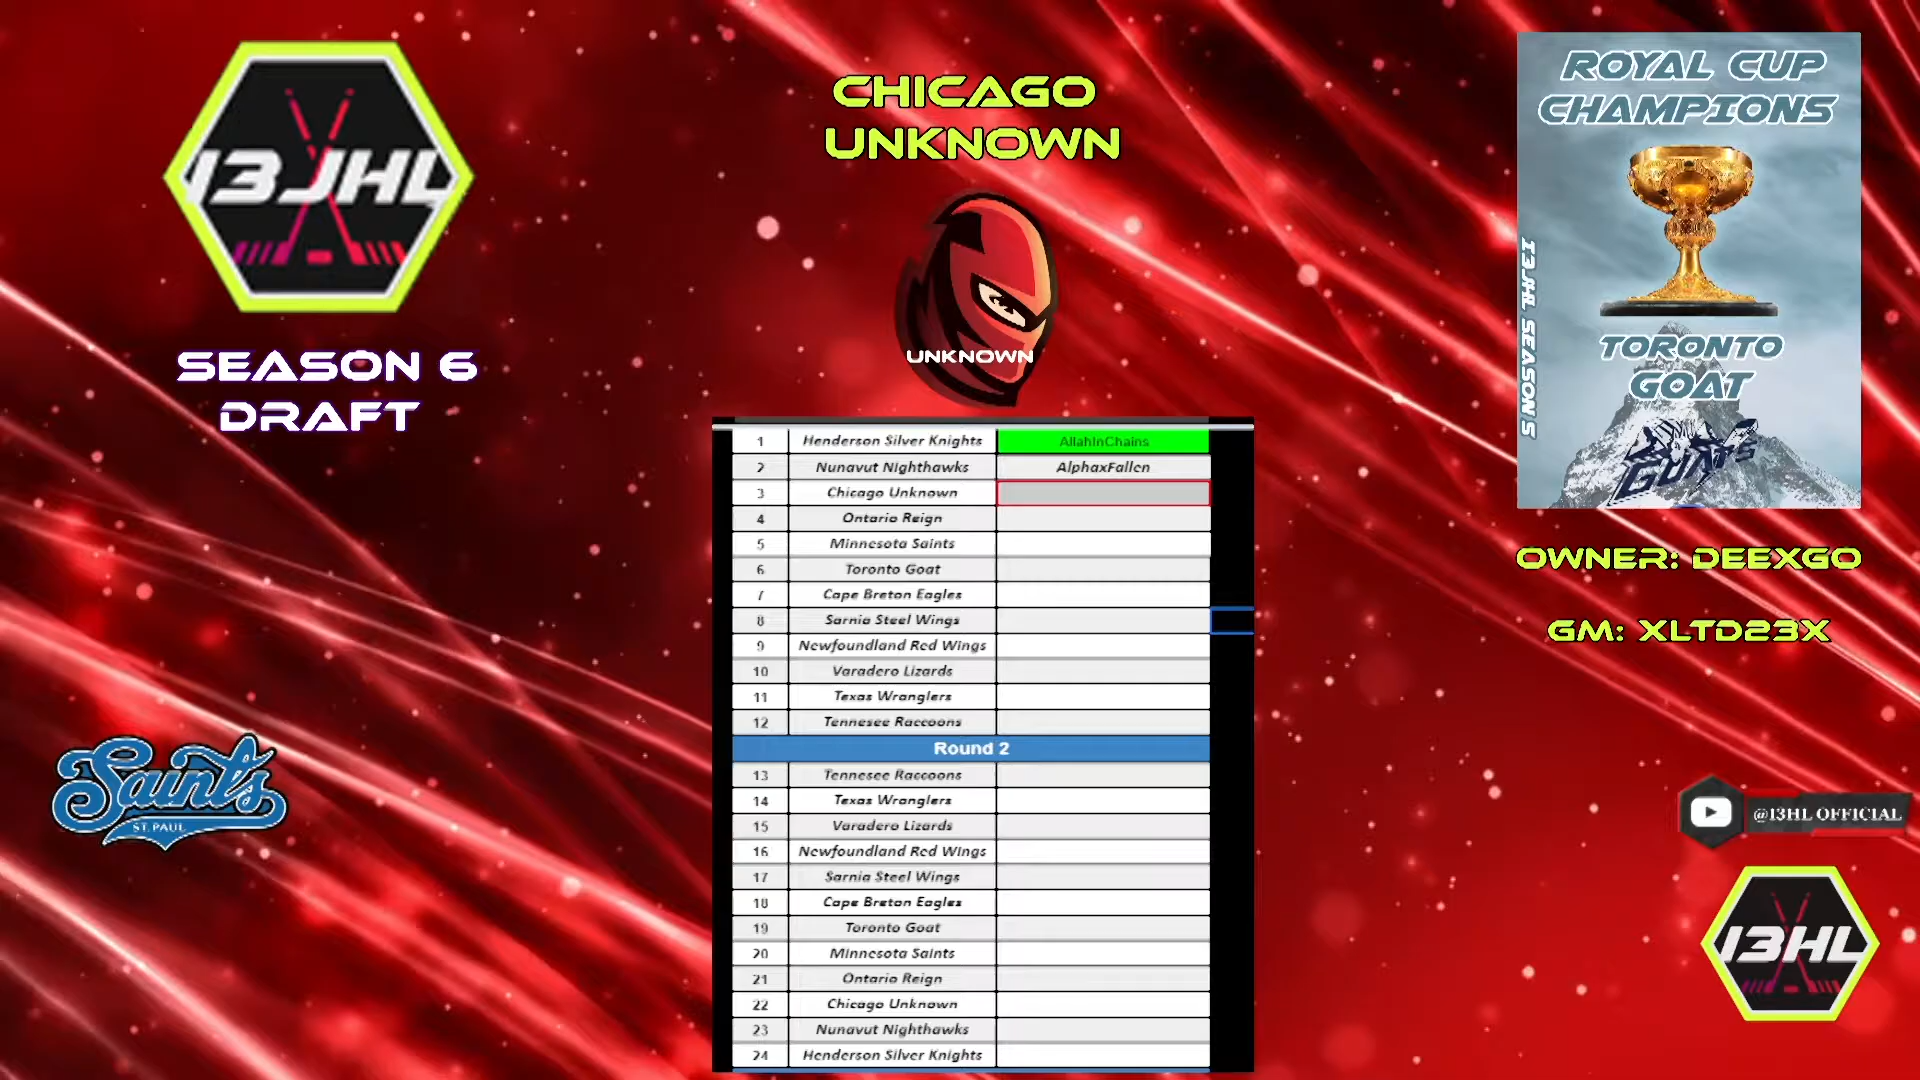 I3JHL
SEASON 6
DRAFT
CHICAGO
UNKNOWN
UNKNOWN
1 Henderson Silver Knights AllahInChains
2 Nunavut Nighthawks AlphaxFallen
3 Chicago Unknown
4 Ontario Reign
5 Minnesota Saints
6 Toronto Goat
7 Cape Breton Eagles
8 Sarnia Steel Wings
9 Newfoundland Red Wings
10 Varadero Lizards
11 Texas Wranglers
12 Tennesee Raccoons
Round 2
13 Tennesee Raccoons
14 Texas Wranglers
15 Varadero Lizards
16 Newfoundland Red Wings
17 Sarnia Steel Wings
18 Cape Breton Eagles
19 Toronto Goat
20 Minnesota Saints
21 Ontario Reign
22 Chicago Unknown
23 Nunavut Nighthawks
24 Henderson Silver Knights
ROYAL CUP
CHAMPIONS
I3JHL SEASON 5
TORONTO
GOAT
GOATS
OWNER: DEEXGO
GM: XLTD23X
Saints
ST. PAUL
@I3HL OFFICIAL
I3HL